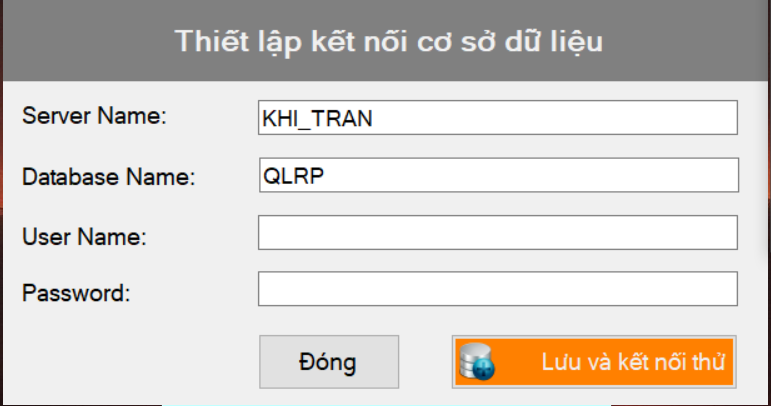 Thiết lập kết nối cơ sở dữ liệu
Server Name: KHI_TRAN
Database Name: QLRP
User Name:
Password:
Đóng Lưu và kết nối thử